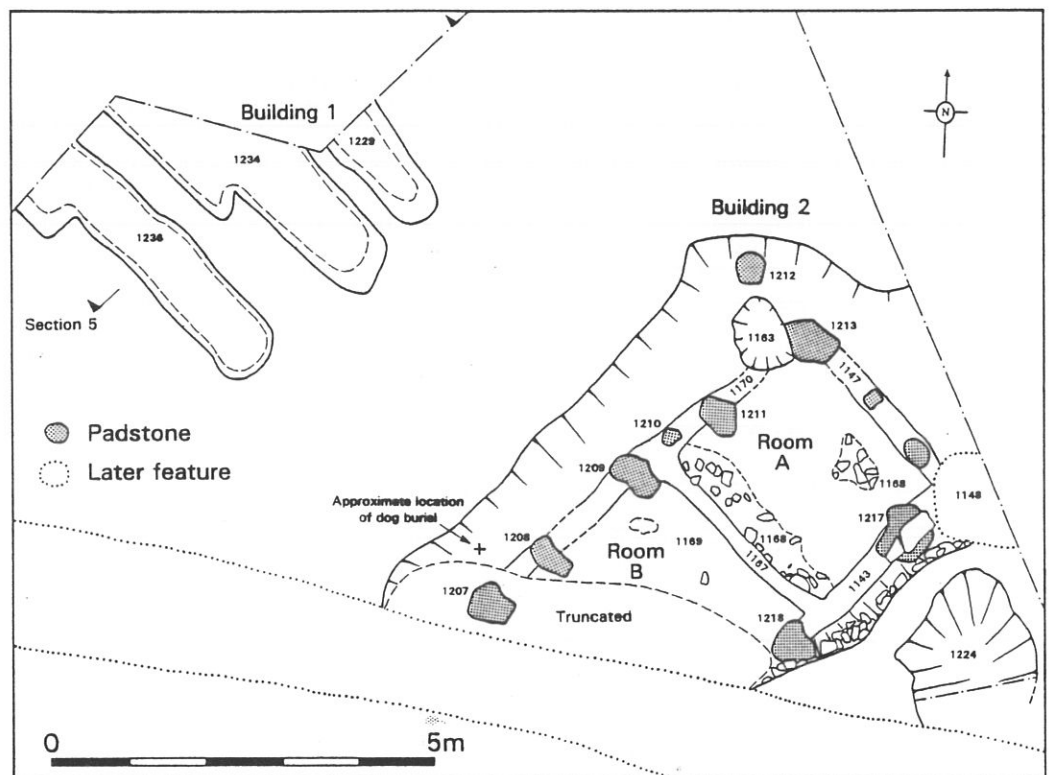 Building 1
1229
1234
1236
N
Section 5
Building 2
1212
1213
1163
1147
1170
1211
1210
Room
A
1209
1168
1148
Padstone
Later feature
Approximate location
of dog burial
1217
1208
Room
B
1169
1168
1167
1143
1207
Truncated
1218
1224
0
5m